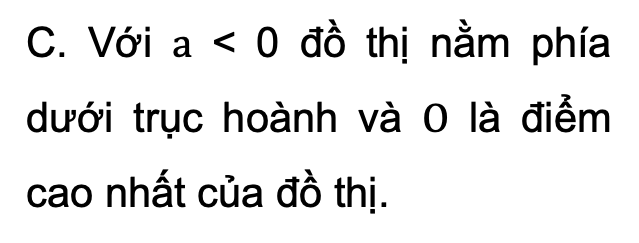 C. Với a < 0 đồ thị nằm phía
dưới trục hoành và O là điểm
cao nhất của đồ thị.